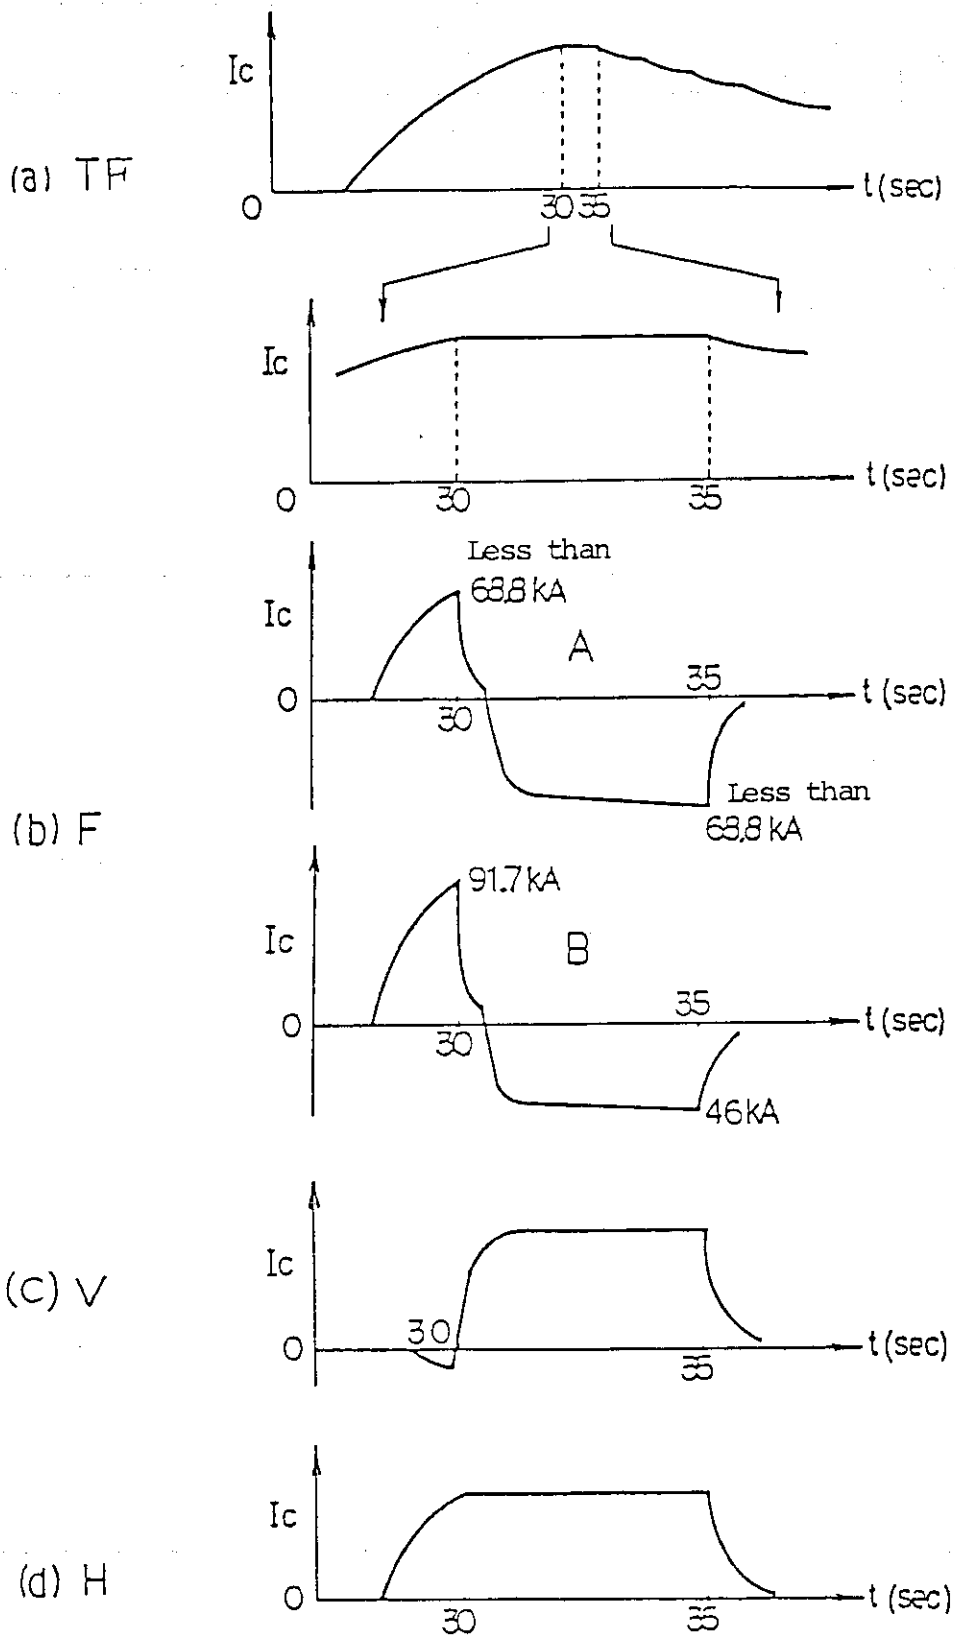 Ic
(a) TF
0
30 35
t (sec)
Ic
0
30
35
t (sec)
Less than
68.8 kA
Ic
A
35
0
30
t (sec)
Less than
68.8 kA
(b) F
91.7 kA
Ic
B
35
0
30
t (sec)
46 kA
Ic
(c) V
30
0
35
t (sec)
Ic
(d) H
0
30
35
t (sec)